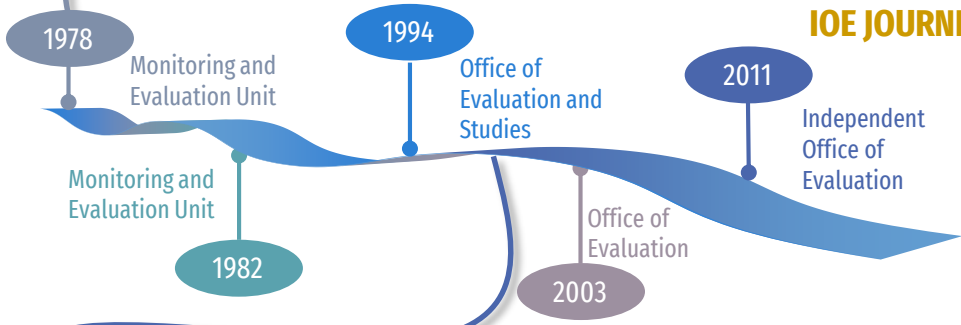 IOE JOURNE
1978
Monitoring and
Evaluation Unit
1994
Office of
Evaluation and
Studies
2011
Independent
Office of
Evaluation
Monitoring and
Evaluation Unit
1982
Office of
Evaluation
2003